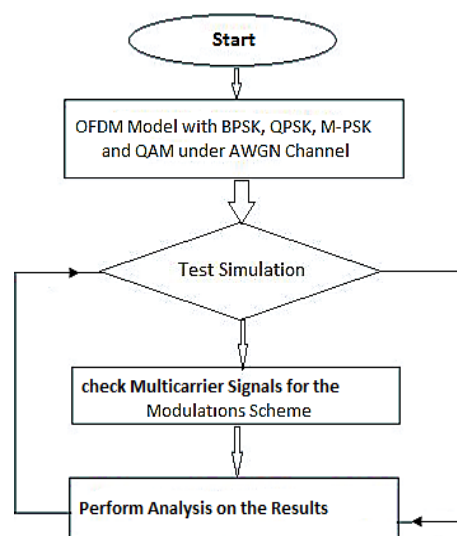 Start
OFDM Model with BPSK, QPSK, M-PSK
and QAM under AWGN Channel
Test Simulation
check Multicarrier Signals for the
Modulations Scheme
Perform Analysis on the Results